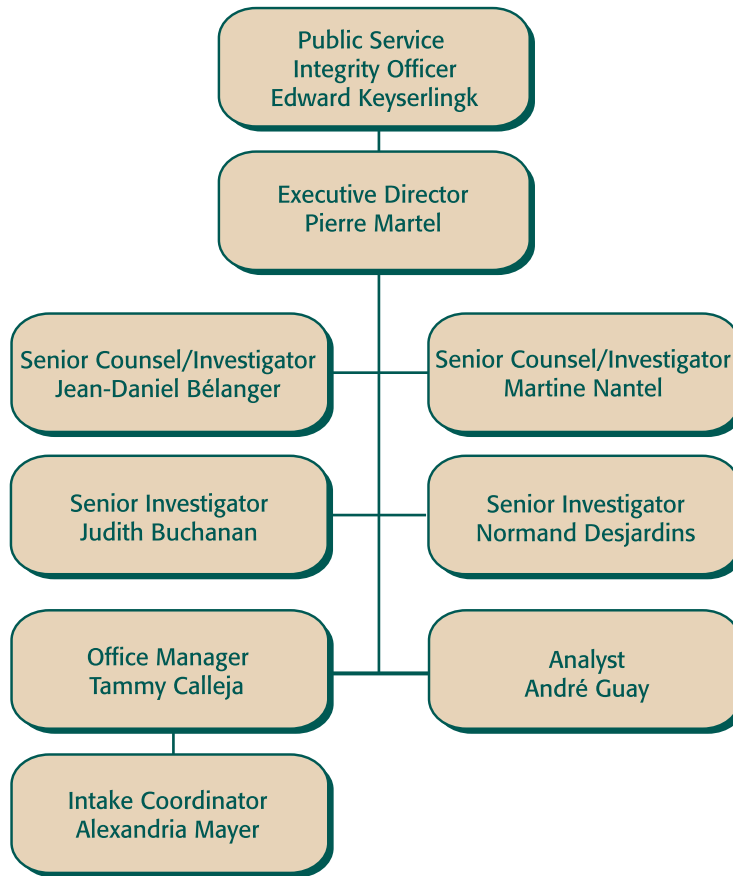 Public Service
Integrity Officer
Edward Keyserlingk
Executive Director
Pierre Martel
Senior Counsel/Investigator
Jean-Daniel Bélanger
Senior Counsel/Investigator
Martine Nantel
Senior Investigator
Judith Buchanan
Senior Investigator
Normand Desjardins
Office Manager
Tammy Calleja
Analyst
André Guay
Intake Coordinator
Alexandria Mayer